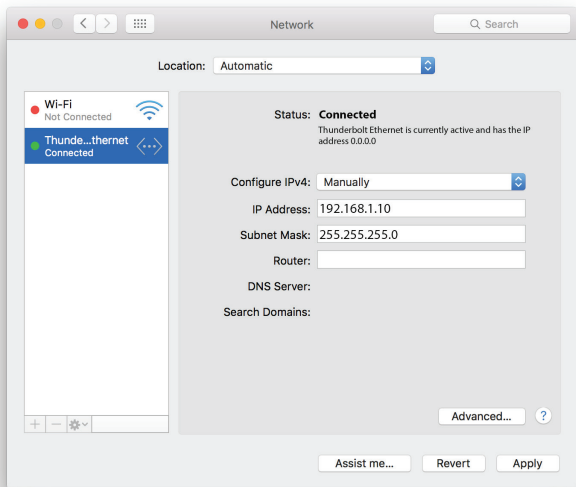 Network
Search
Location: Automatic
Wi-Fi
Not Connected
Thunde...thernet
Connected
Status: Connected
Thunderbolt Ethernet is currently active and has the IP
address 0.0.0.0
Configure IPv4: Manually
IP Address: 192.168.1.10
Subnet Mask: 255.255.255.0
Router:
DNS Server:
Search Domains:
Advanced... ?
Assist me... Revert Apply